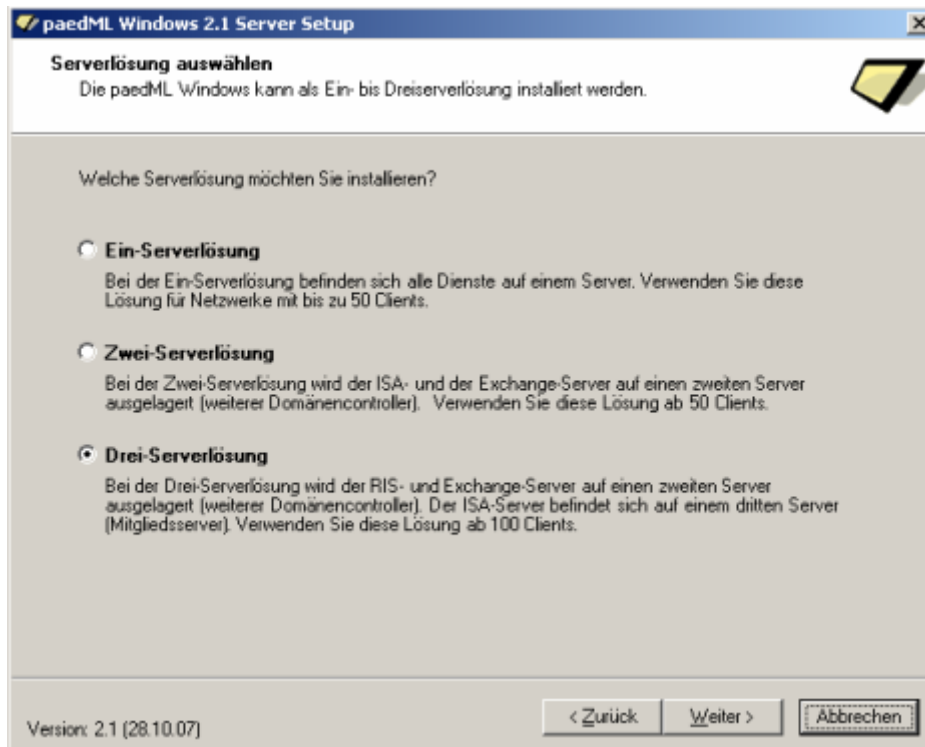 paedML Windows 2.1 Server Setup
Serverlösung auswählen
Die paedML Windows kann als Ein- bis Dreiserverlösung installiert werden.
Welche Serverlösung möchten Sie installieren?
Ein-Serverlösung
Bei der Ein-Serverlösung befinden sich alle Dienste auf einem Server. Verwenden Sie diese
Lösung für Netzwerke mit bis zu 50 Clients.
Zwei-Serverlösung
Bei der Zwei-Serverlösung wird der ISA- und der Exchange-Server auf einen zweiten Server
ausgelagert (weiterer Domänencontroller). Verwenden Sie diese Lösung ab 50 Clients.
Drei-Serverlösung
Bei der Drei-Serverlösung wird der RIS- und Exchange-Server auf einen zweiten Server
ausgelagert (weiterer Domänencontroller). Der ISA-Server befindet sich auf einem dritten Server
(Mitgliedsserver). Verwenden Sie diese Lösung ab 100 Clients.
Version: 2.1 (28.10.07)
< Zurück
Weiter >
Abbrechen